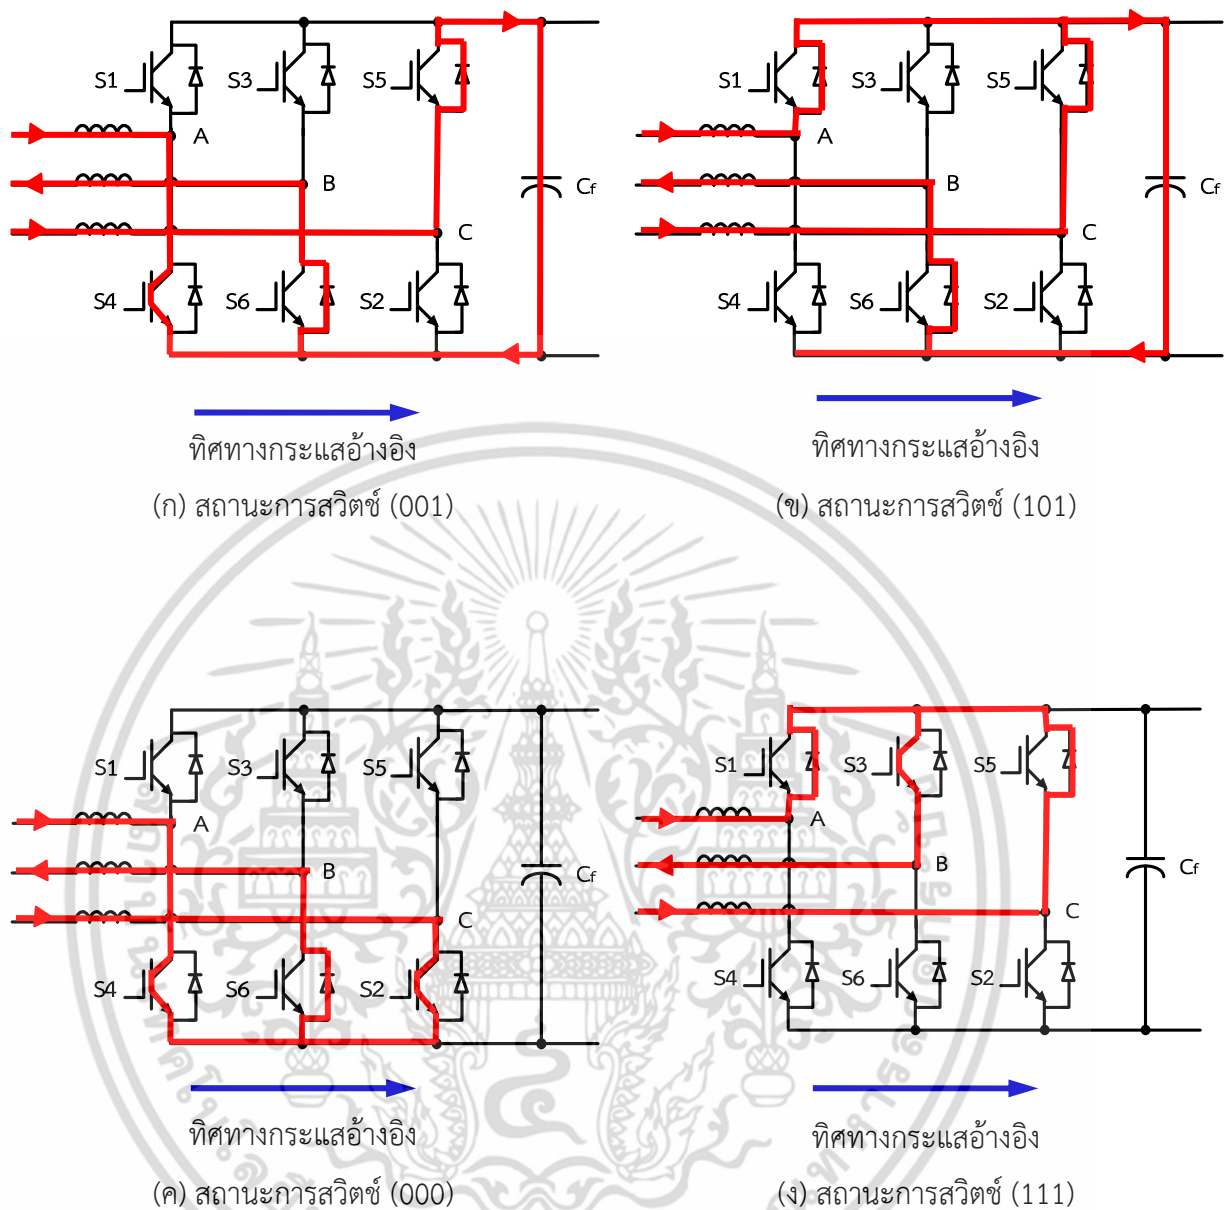 S1 S3 S5
A
B
C
Cf
S4 S6 S2
ทิศทางกระแสอ้างอิง
(ก) สถานะการสวิตช์ (001)
S1 S3 S5
A
B
C
Cf
S4 S6 S2
ทิศทางกระแสอ้างอิง
(ข) สถานะการสวิตช์ (101)
S1 S3 S5
A
B
C
Cf
S4 S6 S2
ทิศทางกระแสอ้างอิง
(ค) สถานะการสวิตช์ (000)
S1 S3 S5
A
B
C
Cf
S4 S6 S2
ทิศทางกระแสอ้างอิง
(ง) สถานะการสวิตช์ (111)